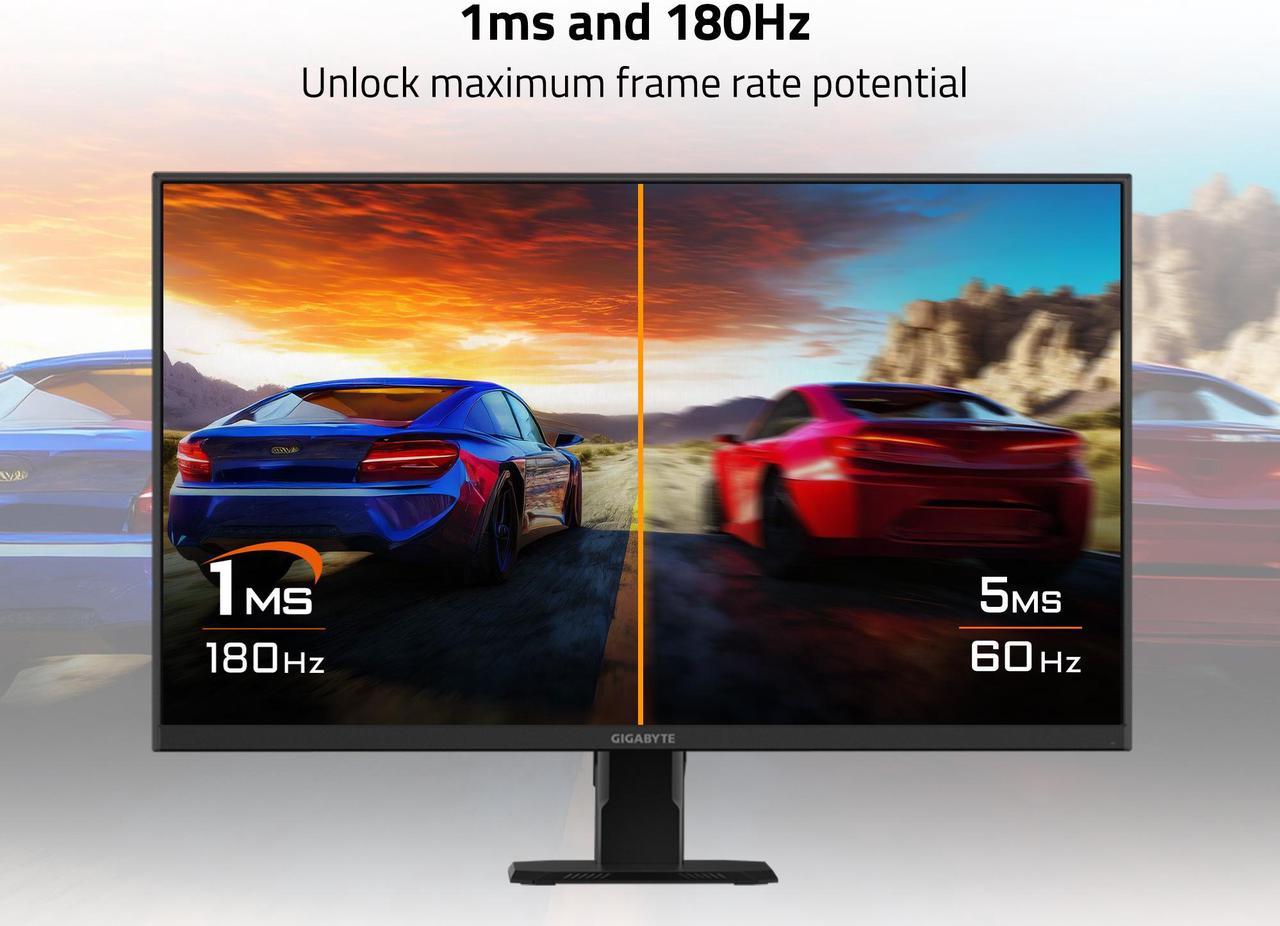 1ms and 180Hz
Unlock maximum frame rate potential
1MS
180Hz
5MS
60Hz
GIGABYTE